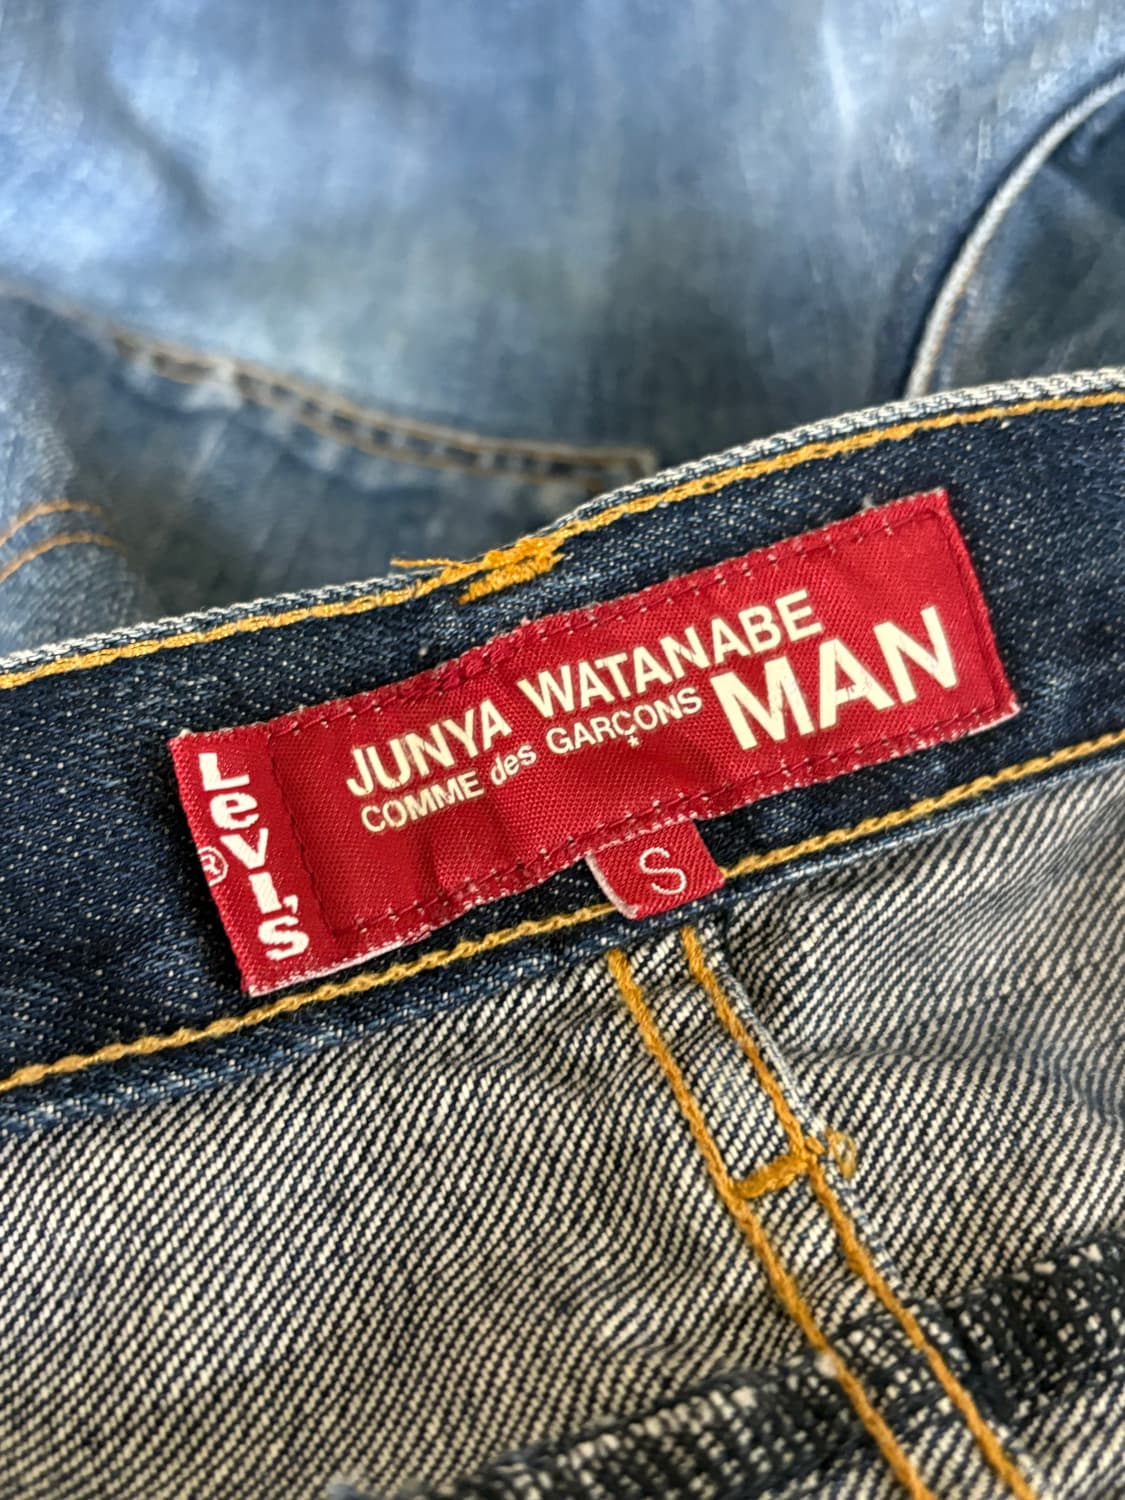 LEVI'S
®
JUNYA WATANABE
COMME des GARÇONS MAN
S